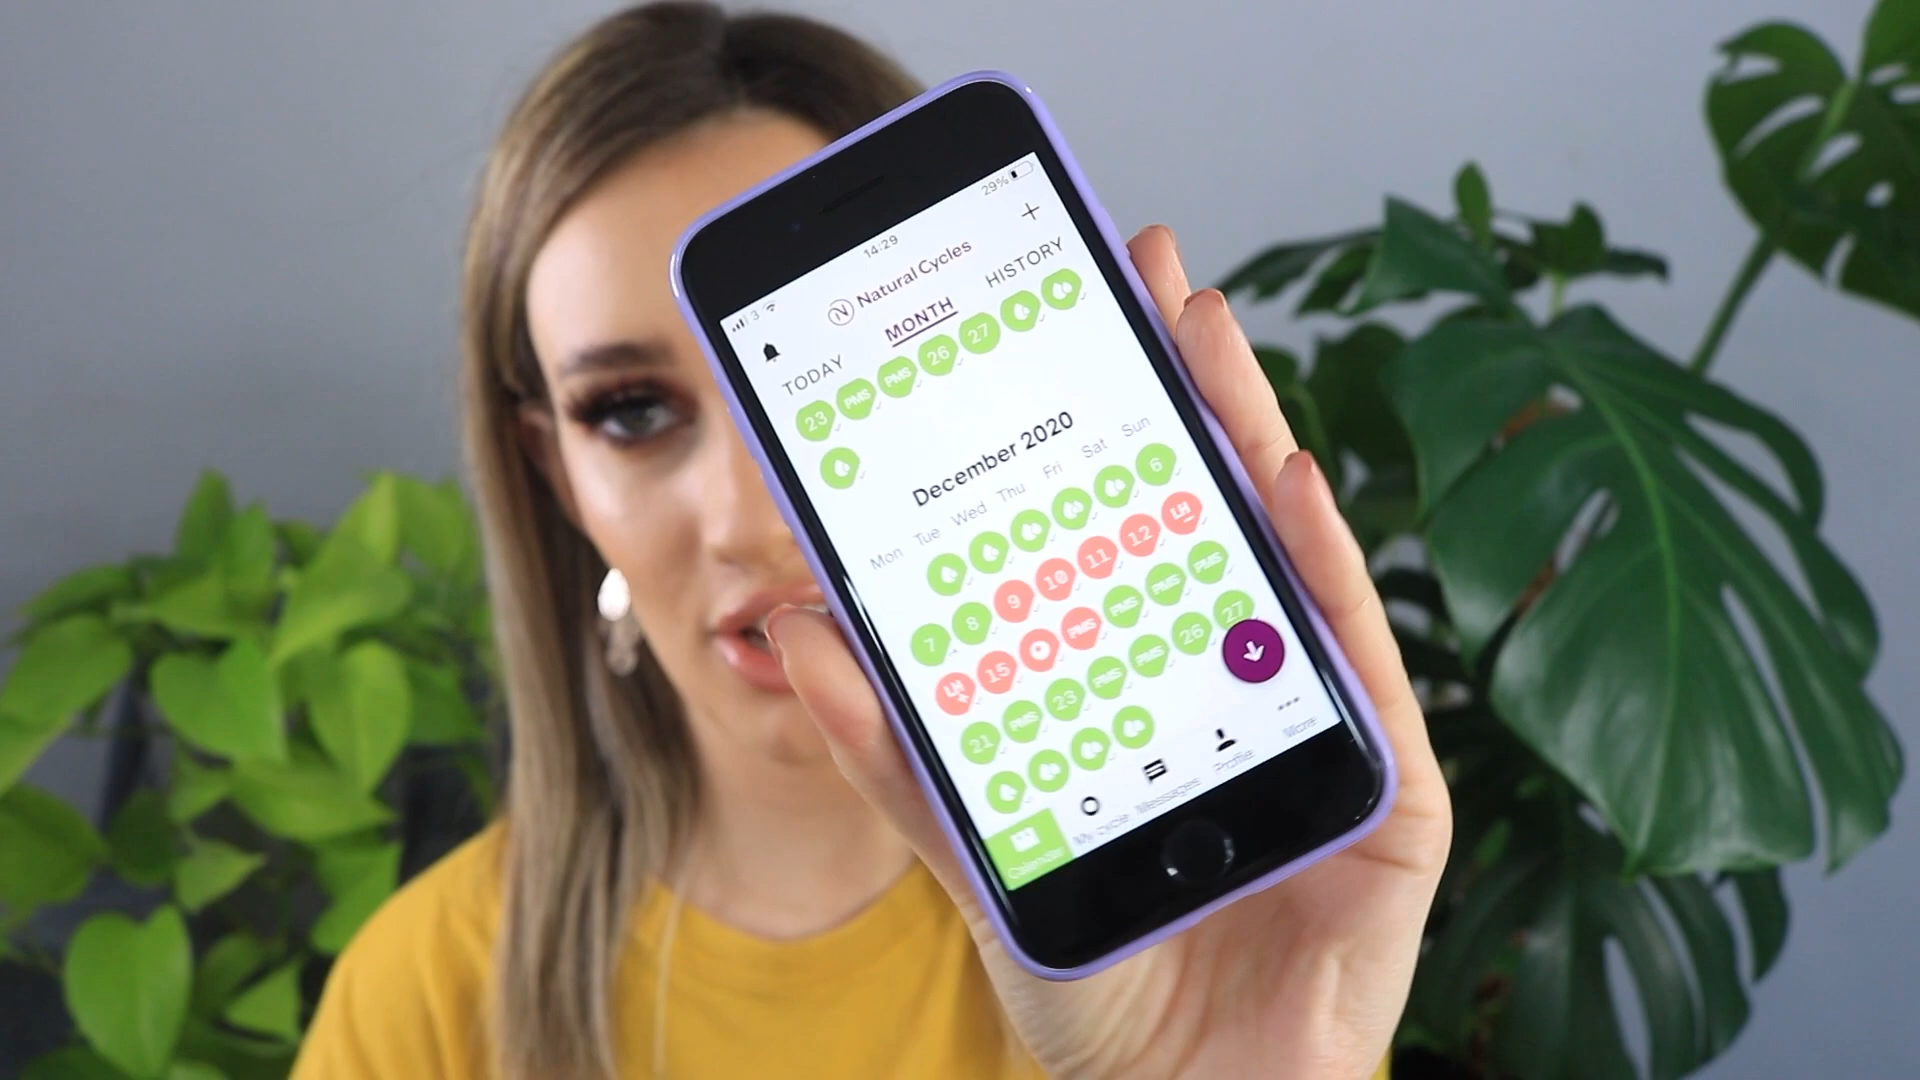 3 14:29 29%
N Natural Cycles +
TODAY MONTH HISTORY
23 PMS PMS 26 27
December 2020
Mon Tue Wed Thu Fri Sat Sun
6
7 8 9 10 11 12 LH -
LH + 15 PMS PMS PMS PMS
21 PMS 23 PMS PMS 26 27
Calendar My cycle Messages Profile More